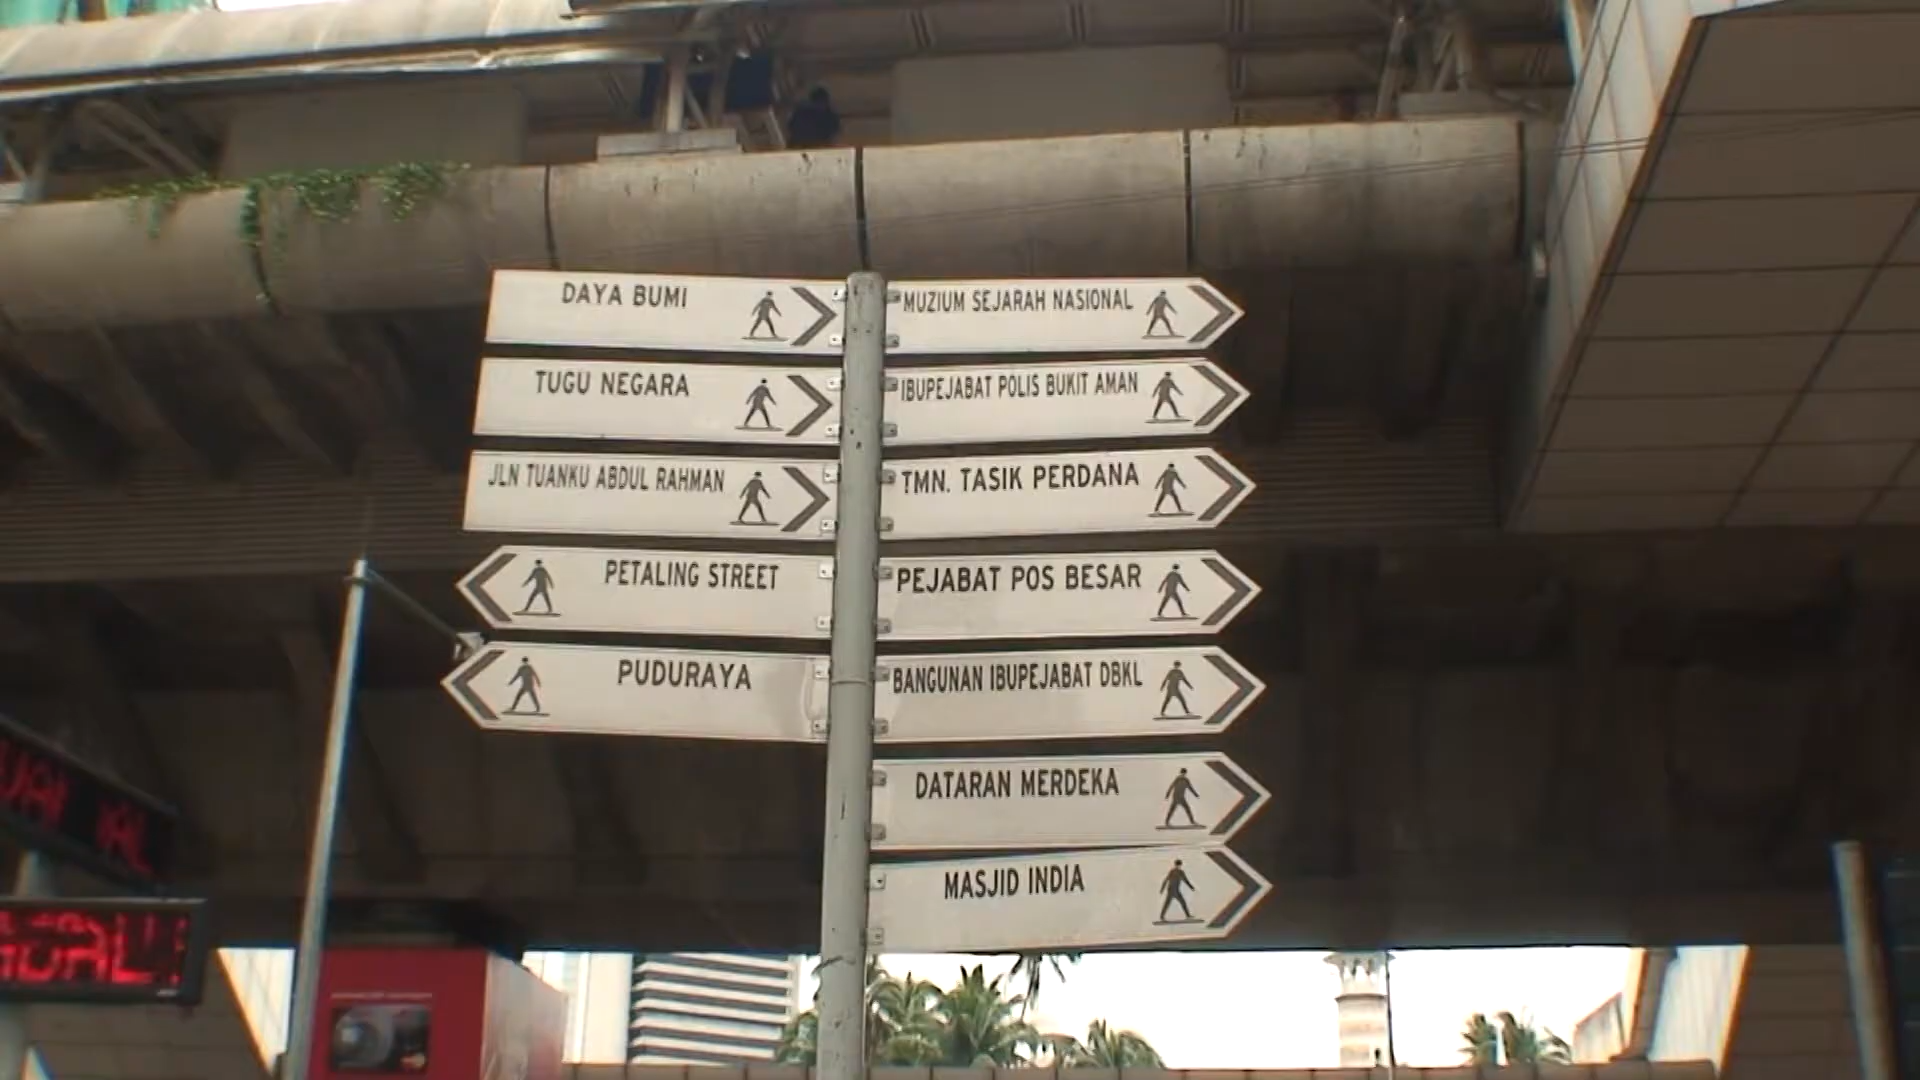 DAYA BUMI
TUGU NEGARA
JLN TUANKU ABDUL RAHMAN
PETALING STREET
PUDURAYA
MUZIUM SEJARAH NASIONAL
IBUPEJABAT POLIS BUKIT AMAN
TMN. TASIK PERDANA
PEJABAT POS BESAR
BANGUNAN IBUPEJABAT DBKL
DATARAN MERDEKA
MASJID INDIA